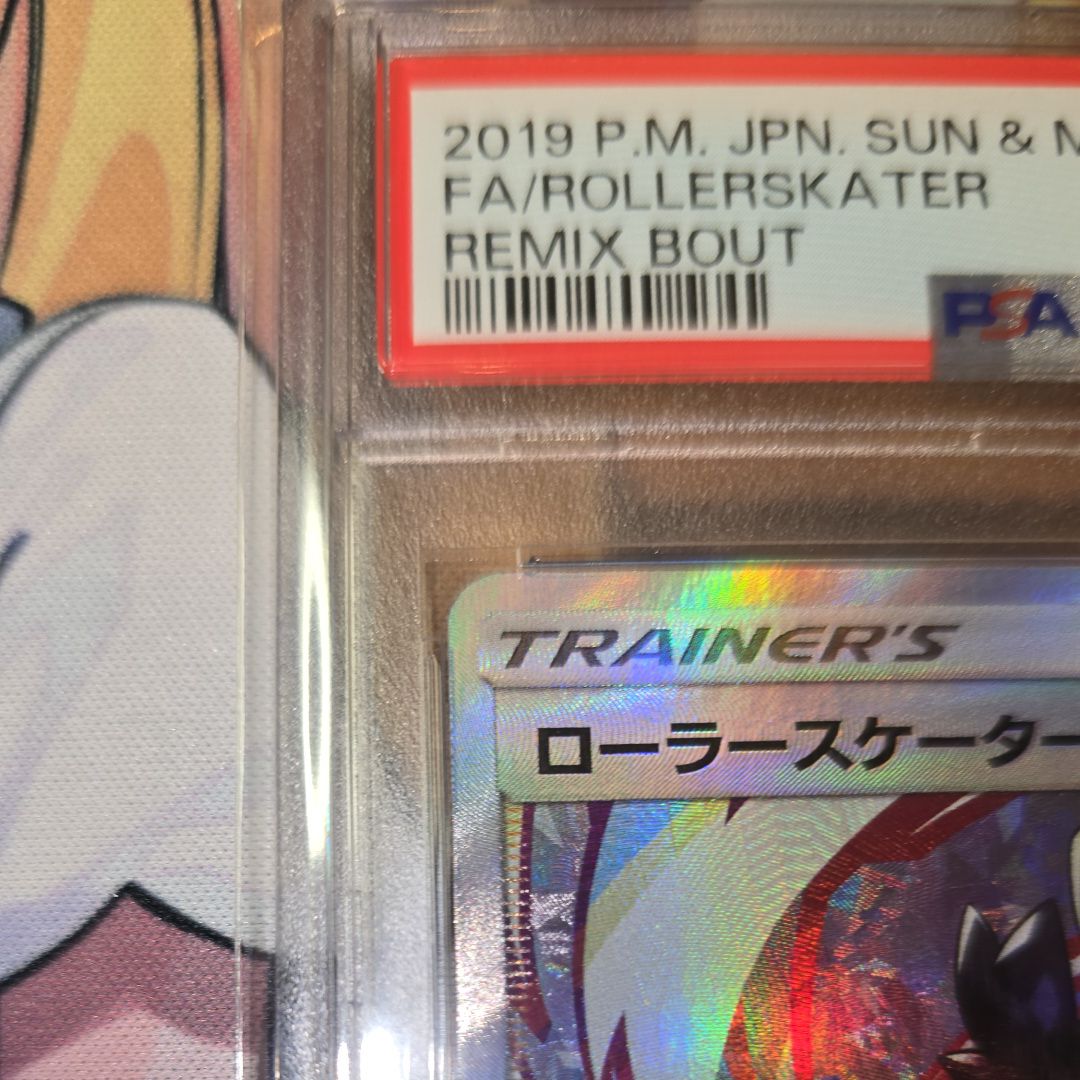 2019 P.M. JPN. SUN & M
FA/ROLLERSKATER
REMIX BOUT
PSA
TRAINER'S
ローラースケーター